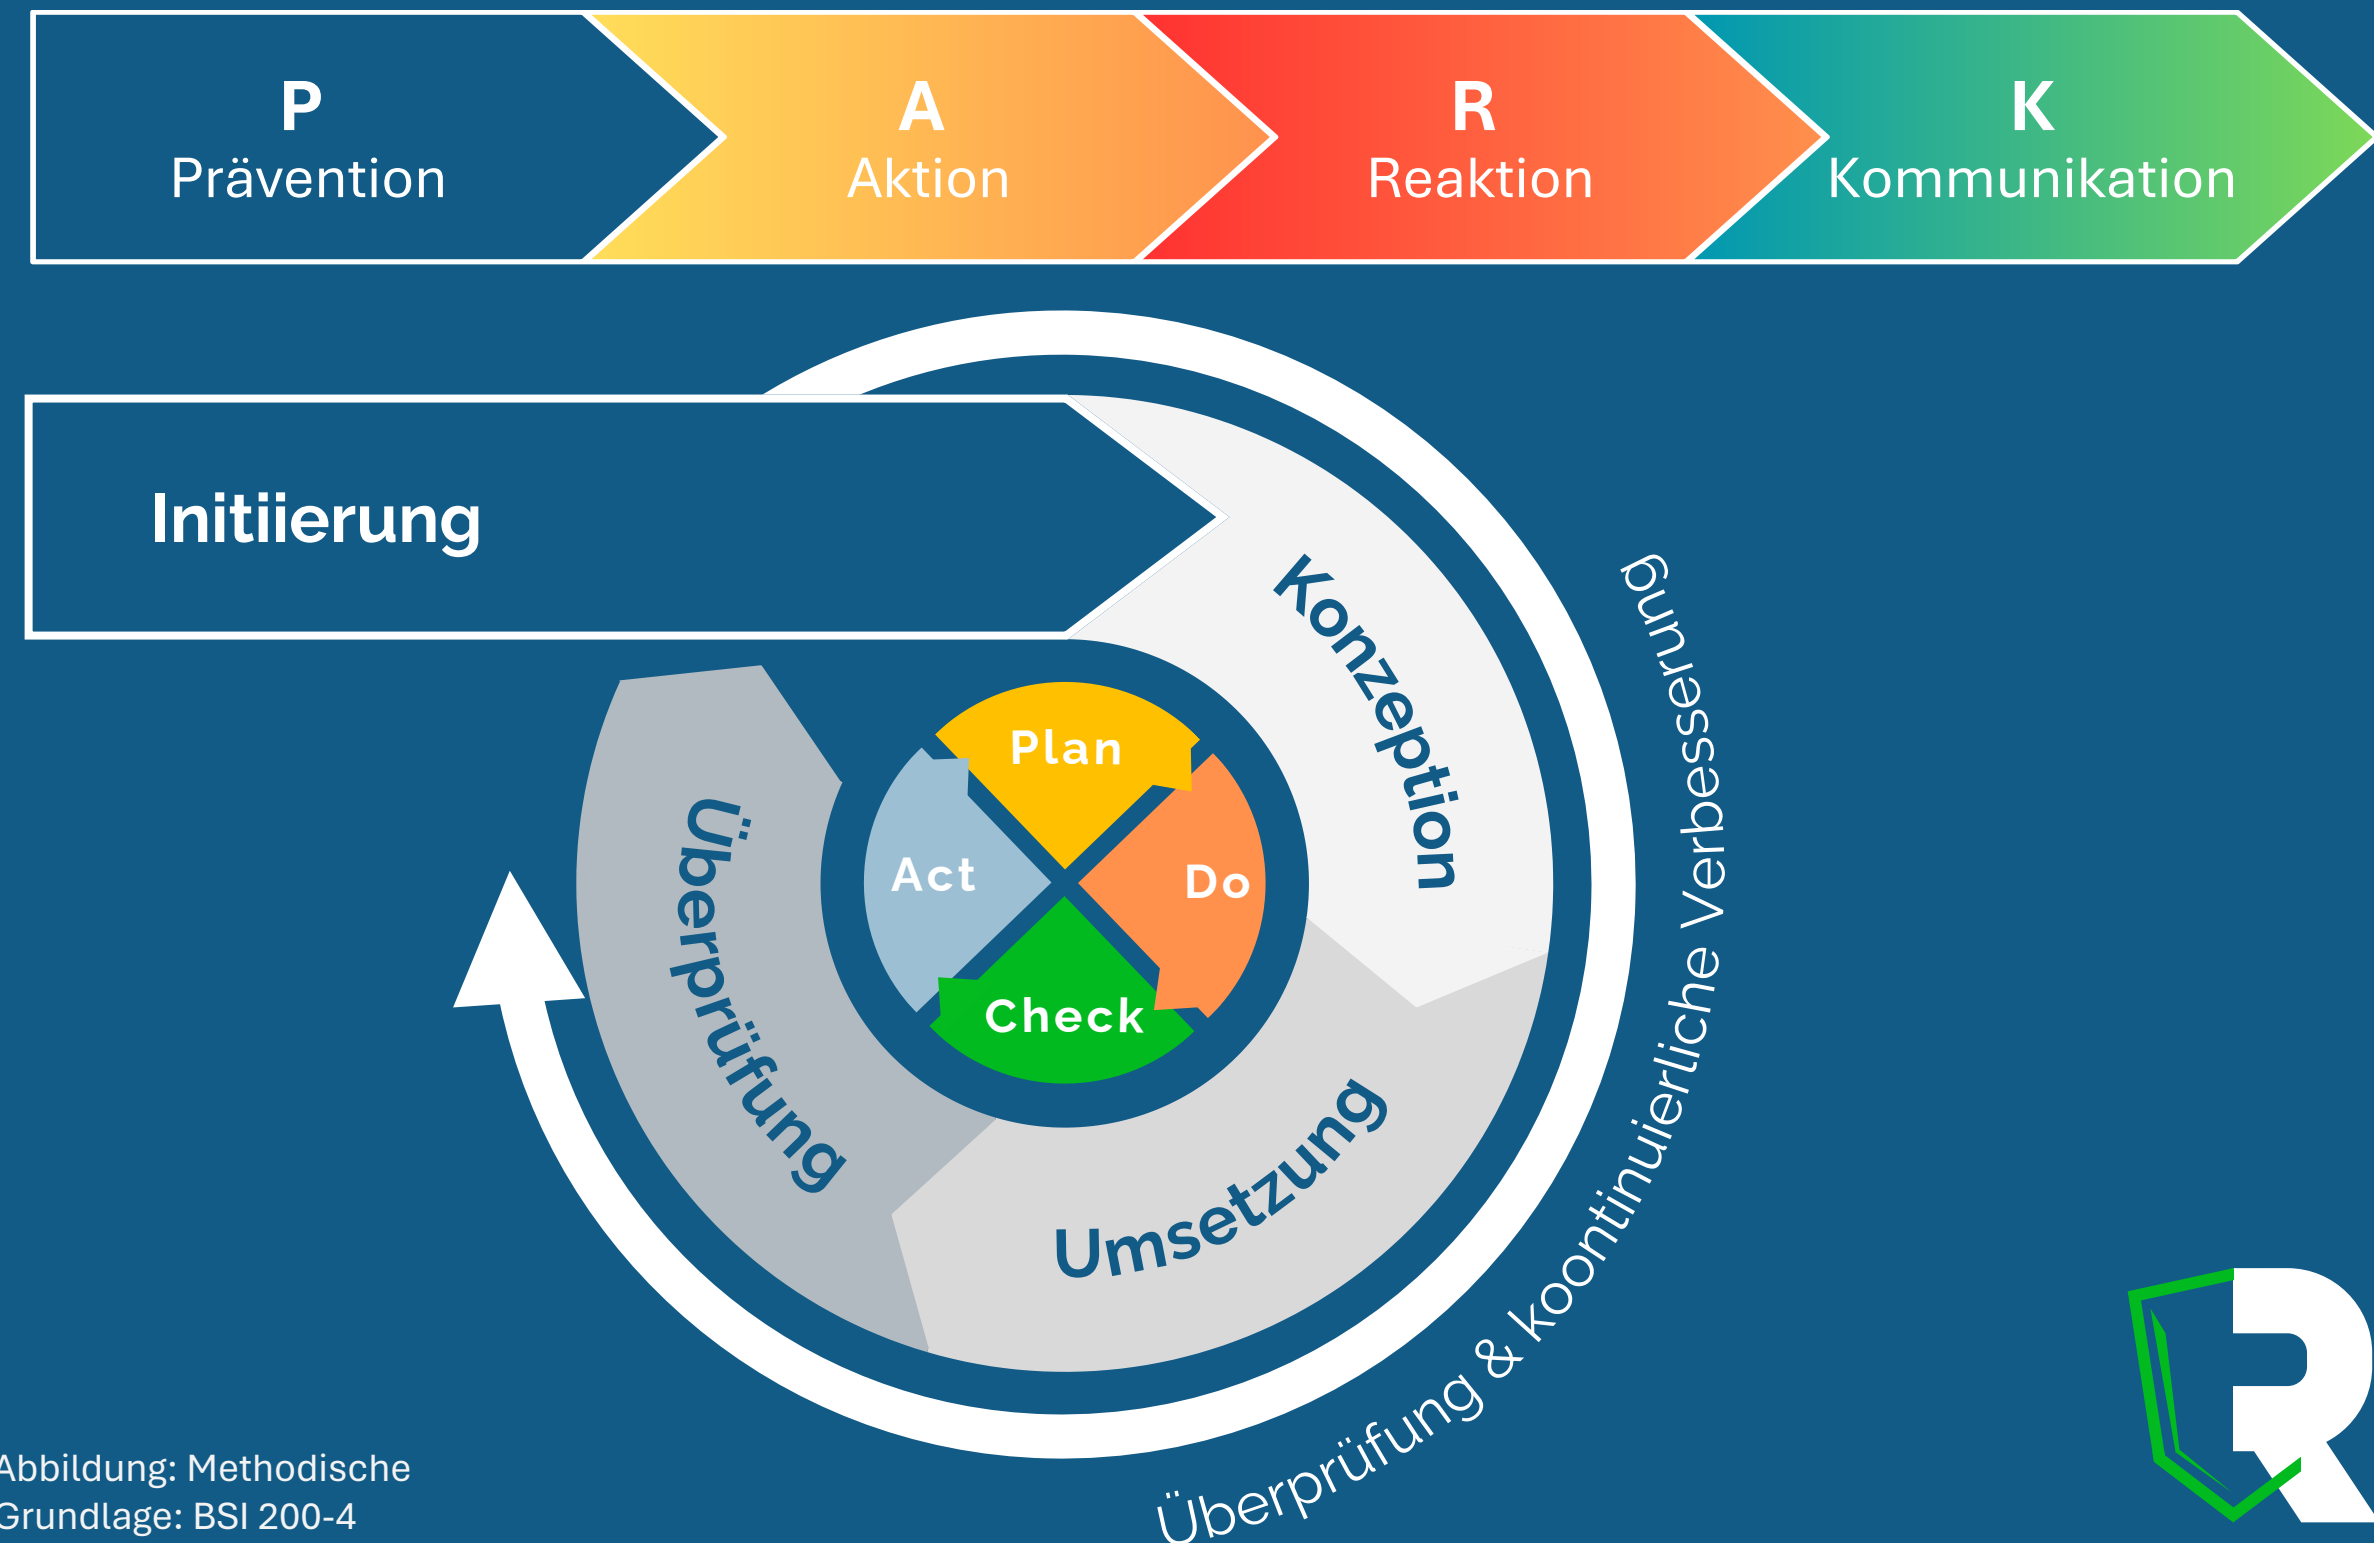 P
Prävention
A
Aktion
R
Reaktion
K
Kommunikation
Initiierung
Konzeption
Umsetzung
Überprüfung
Plan
Do
Check
Act
Überprüfung & koontinuierliche Verbesserung
Abbildung: Methodische
Grundlage: BSI 200-4
R